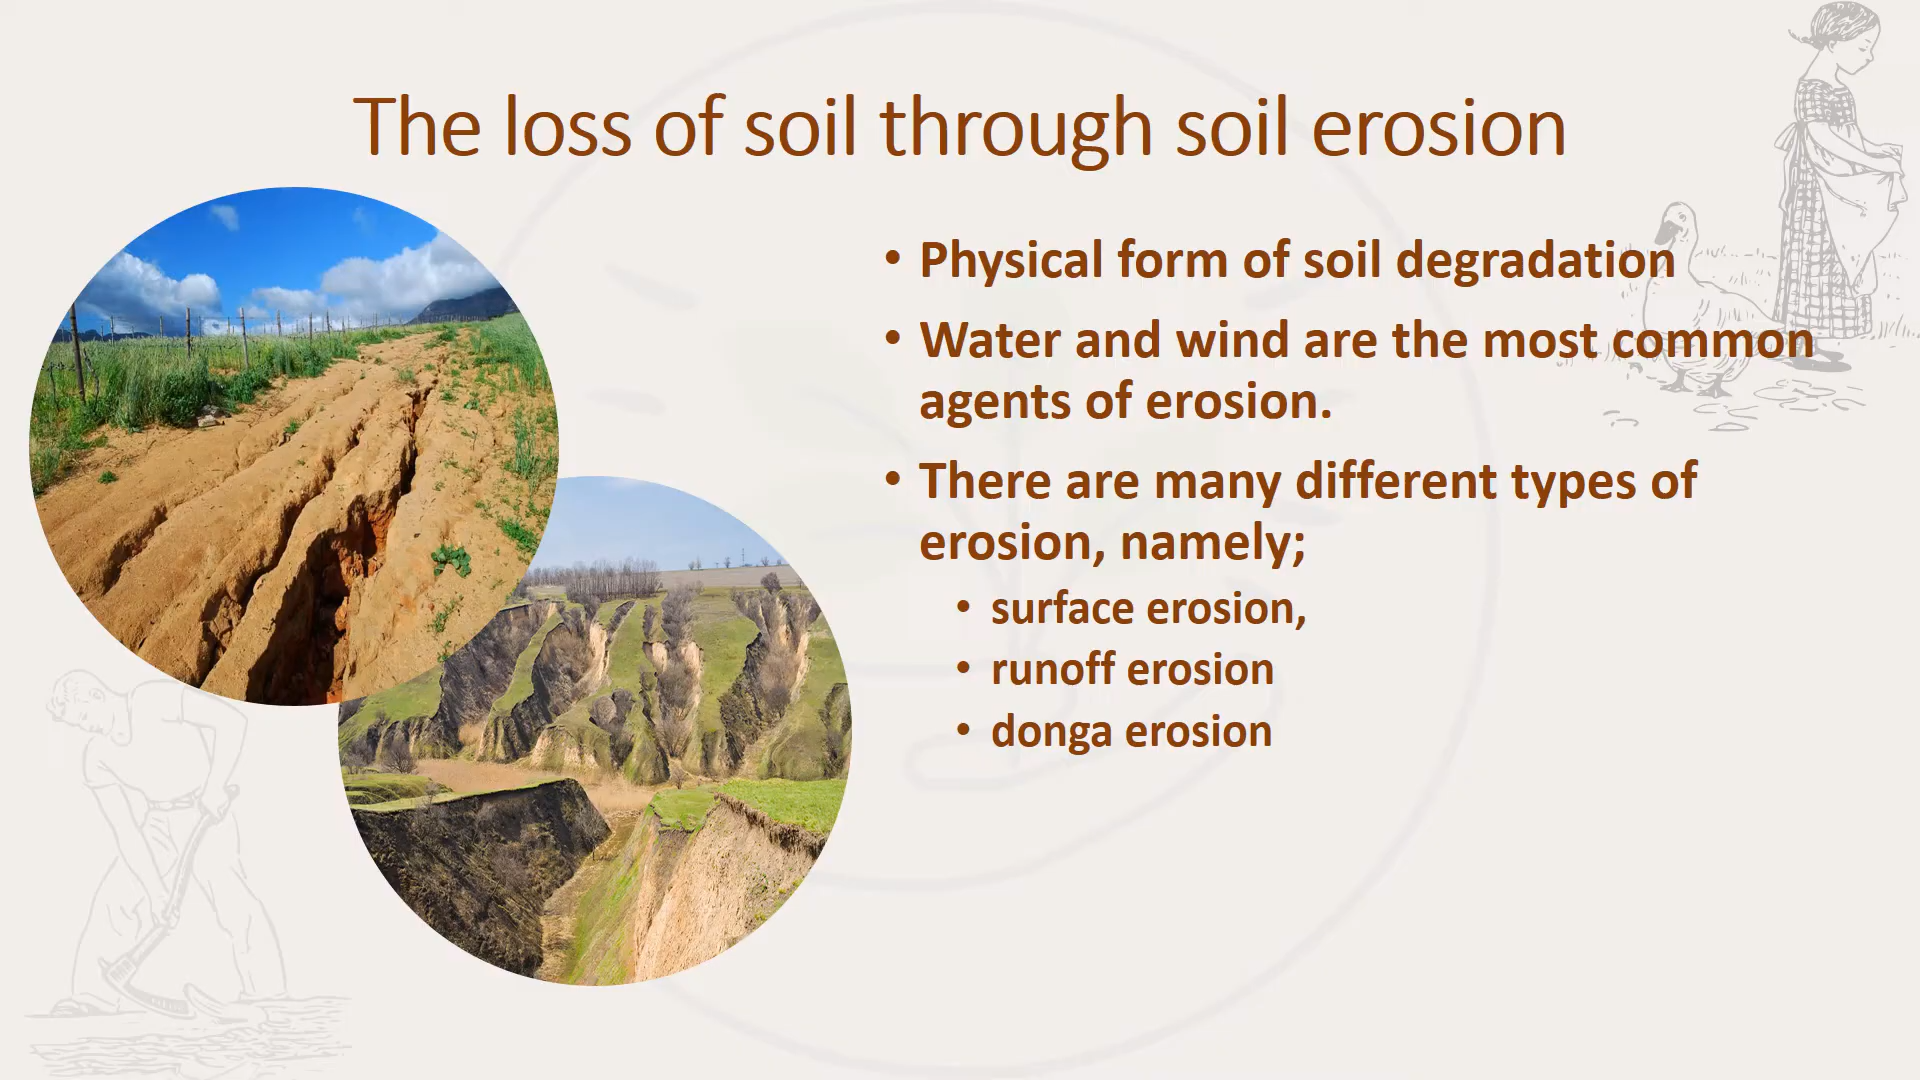 The loss of soil through soil erosion
• Physical form of soil degradation
• Water and wind are the most common
agents of erosion.
• There are many different types of
erosion, namely;
• surface erosion,
• runoff erosion
• donga erosion